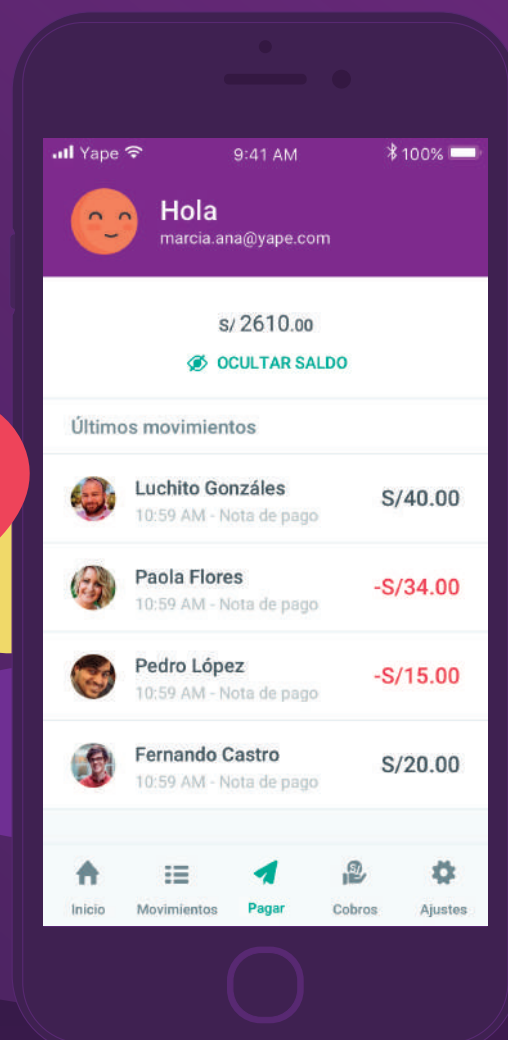 Yape 9:41 AM 100%
Hola
marcia.ana@yape.com
S/ 2610.00
OCULTAR SALDO
Últimos movimientos
Luchito Gonzáles S/40.00
10:59 AM - Nota de pago
Paola Flores -S/34.00
10:59 AM - Nota de pago
Pedro López -S/15.00
10:59 AM - Nota de pago
Fernando Castro S/20.00
10:59 AM - Nota de pago
S/
Inicio Movimientos Pagar Cobros Ajustes